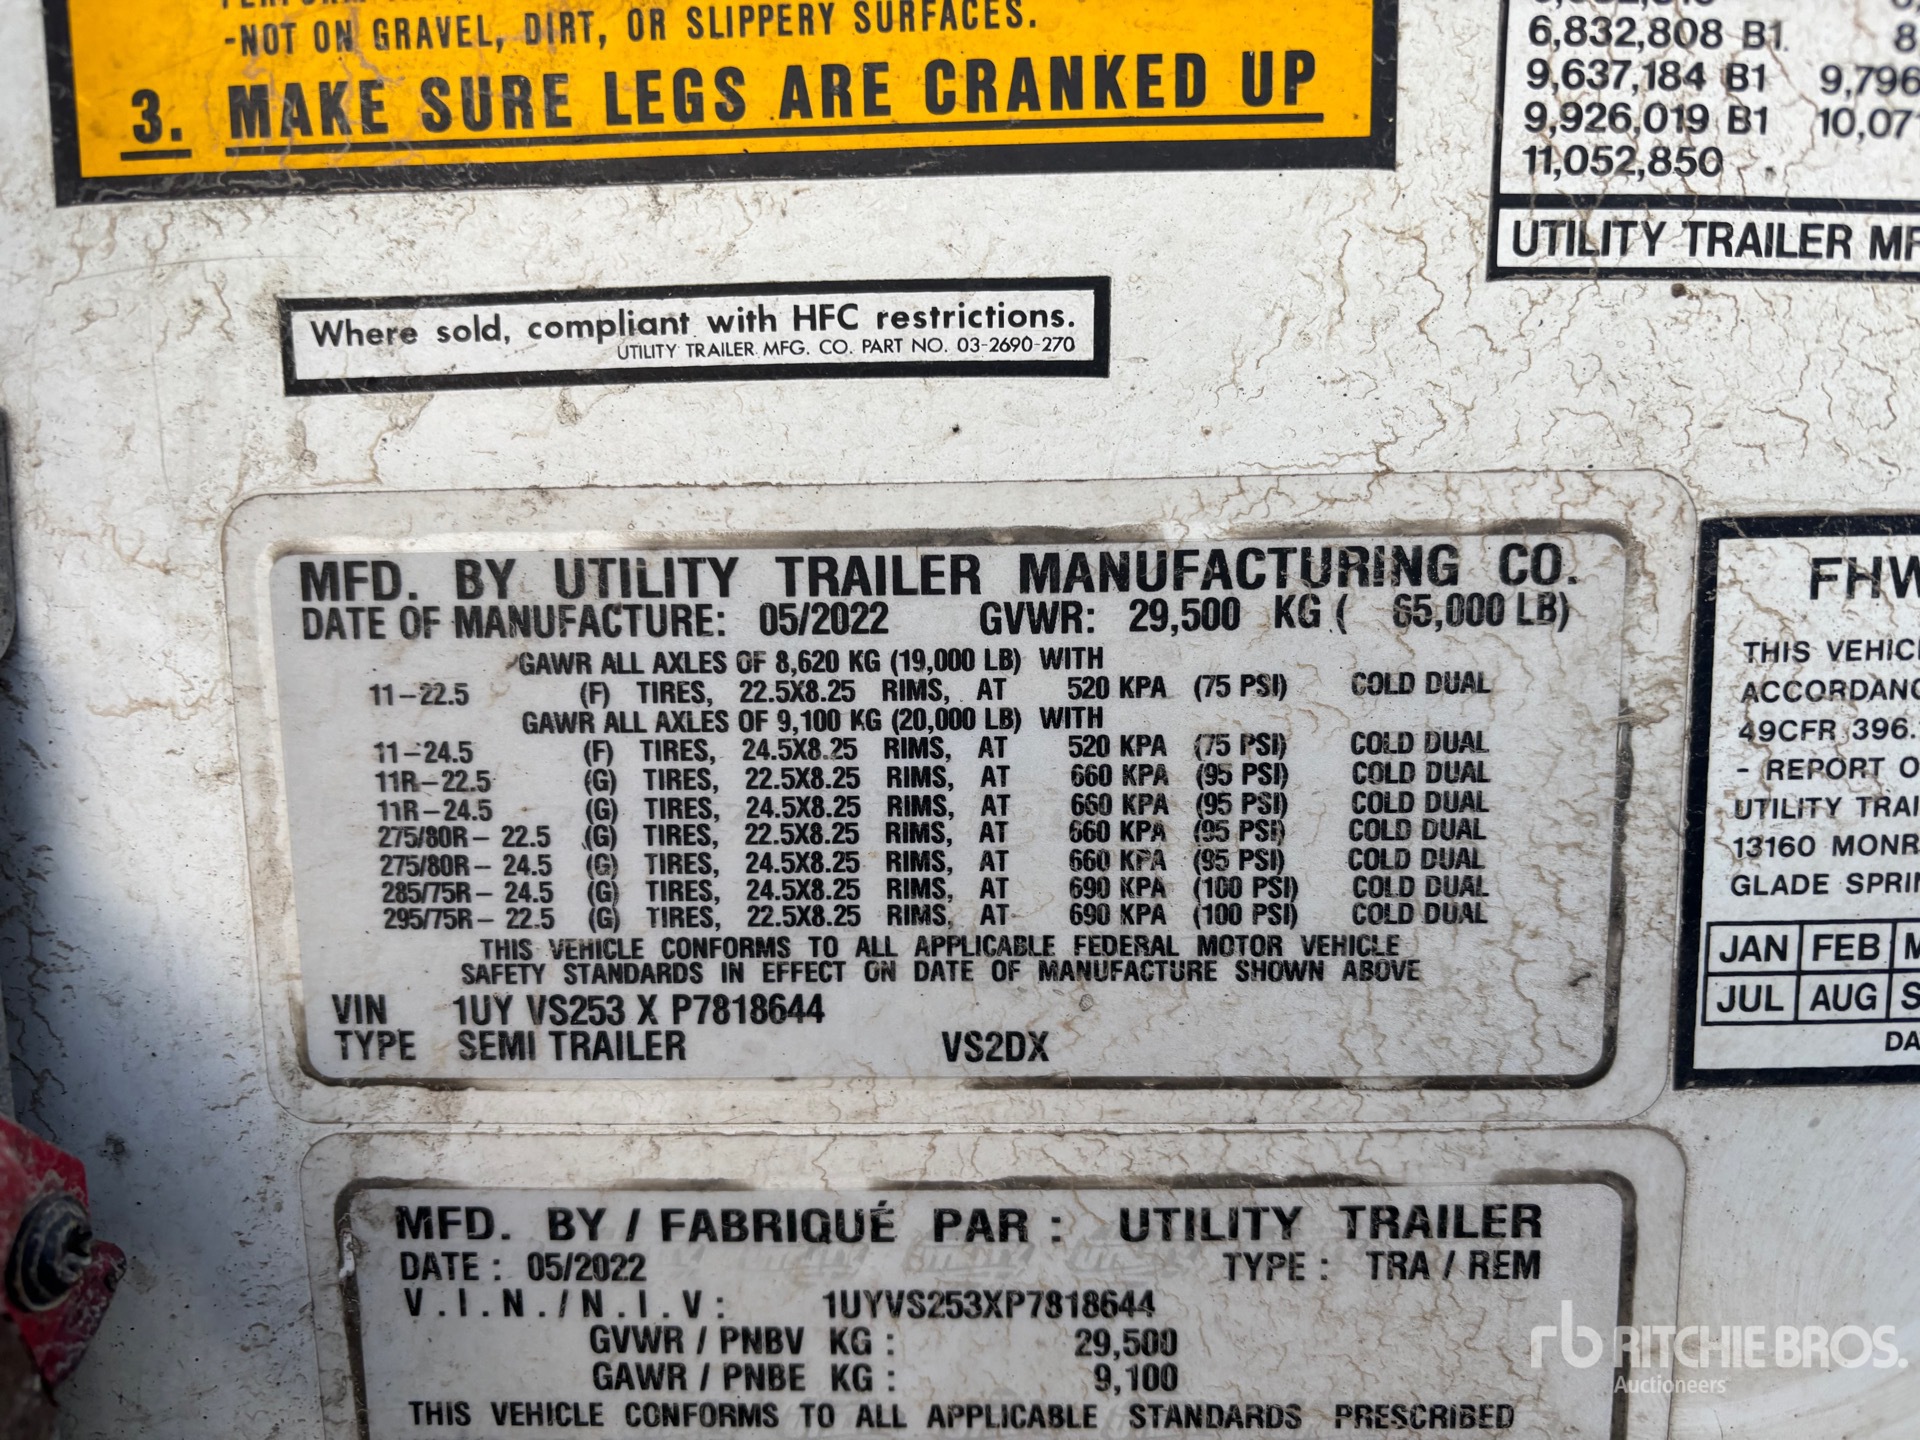 -NOT ON GRAVEL, DIRT, OR SLIPPERY SURFACES.
3. MAKE SURE LEGS ARE CRANKED UP
6,832,808 B1 8
9,637,184 B1 9,796
9,926,019 B1 10,07
11,052,850
UTILITY TRAILER MF
Where sold, compliant with HFC restrictions.
UTILITY TRAILER MFG. CO. PART NO. 03-2690-270
MFD. BY UTILITY TRAILER MANUFACTURING CO.
DATE OF MANUFACTURE: 05/2022 GVWR: 29,500 KG ( 65,000 LB)
GAWR ALL AXLES OF 8,620 KG (19,000 LB) WITH
11-22.5 (F) TIRES, 22.5X8.25 RIMS, AT 520 KPA (75 PSI) COLD DUAL
GAWR ALL AXLES OF 9,100 KG (20,000 LB) WITH
11-24.5 (F) TIRES, 24.5X8.25 RIMS, AT 520 KPA (75 PSI) COLD DUAL
11R-22.5 (G) TIRES, 22.5X8.25 RIMS, AT 660 KPA (95 PSI) COLD DUAL
11R-24.5 (G) TIRES, 24.5X8.25 RIMS, AT 660 KPA (95 PSI) COLD DUAL
275/80R- 22.5 (G) TIRES, 22.5X8.25 RIMS, AT 660 KPA (95 PSI) COLD DUAL
275/80R- 24.5 (G) TIRES, 24.5X8.25 RIMS, AT 660 KPA (95 PSI) COLD DUAL
285/75R- 24.5 (G) TIRES, 24.5X8.25 RIMS, AT 690 KPA (100 PSI) COLD DUAL
295/75R- 22.5 (G) TIRES, 22.5X8.25 RIMS, AT 690 KPA (100 PSI) COLD DUAL
THIS VEHICLE CONFORMS TO ALL APPLICABLE FEDERAL MOTOR VEHICLE
SAFETY STANDARDS IN EFFECT ON DATE OF MANUFACTURE SHOWN ABOVE
VIN 1UY VS253 X P7818644
TYPE SEMI TRAILER VS2DX
FHW
THIS VEHIC
ACCORDANC
49CFR 396.
- REPORT O
UTILITY TRAI
13160 MONR
GLADE SPRIN
JAN FEB M
JUL AUG S
DA
MFD. BY / FABRIQUÉ PAR : UTILITY TRAILER
DATE : 05/2022 TYPE : TRA / REM
V.I.N./N.I.V: 1UYVS253XP7818644
GVWR / PNBV KG : 29,500
GAWR / PNBE KG : 9,100
THIS VEHICLE CONFORMS TO ALL APPLICABLE STANDARDS PRESCRIBED
rb RITCHIE BROS.
Auctioneers